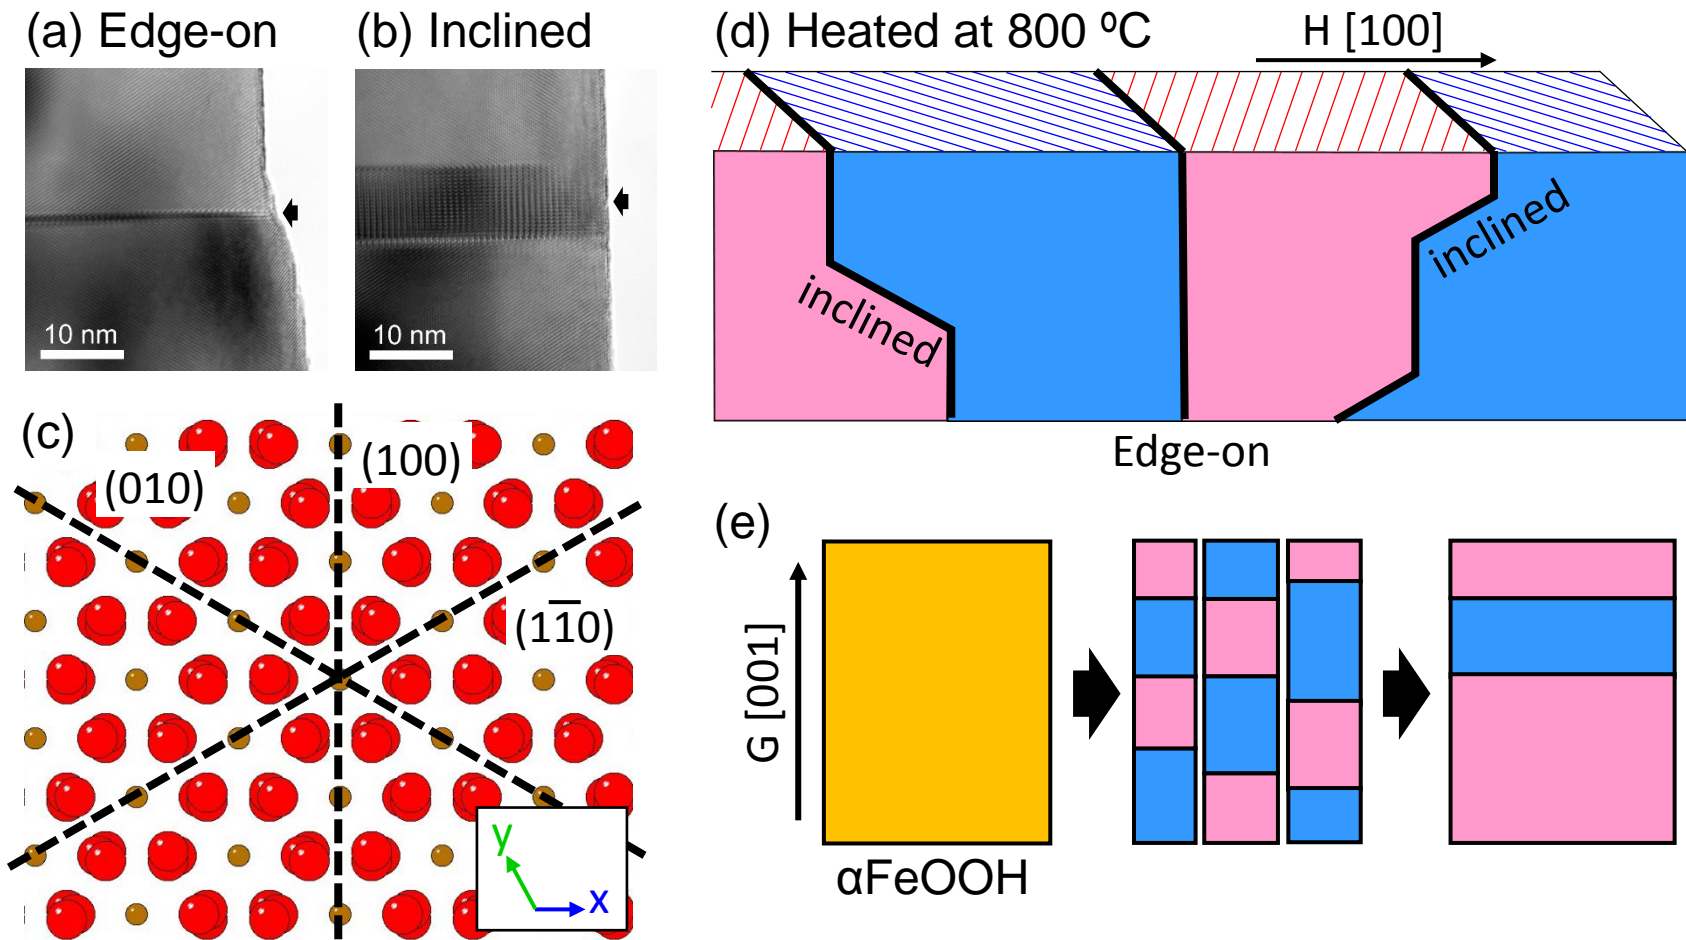 (a) Edge-on
10 nm
(b) Inclined
10 nm
(c)
(010)
(100)
(11̅0)
y
x
(d) Heated at 800 ºC
H [100]
inclined
inclined
Edge-on
(e)
G [001]
αFeOOH